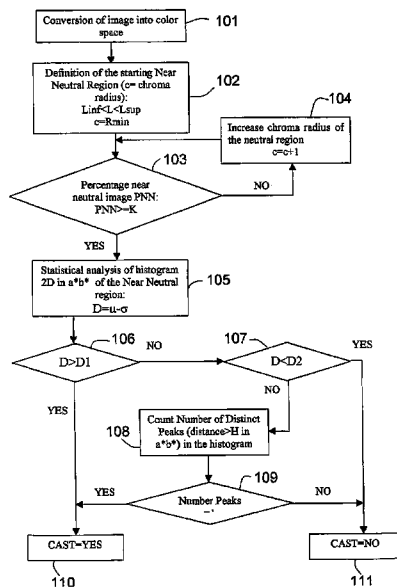 Conversion of image into color
space
101
Definition of the starting Near
Neutral Region (c= chroma
radius):
Linf<L<Lsup
c=Rmin
102
104
Increase chroma radius of
the neutral region
c=c+1
103
Percentage near
neutral image PNN:
PNN>=K
NO
YES
Statistical analysis of histogram
2D in a*b* of the Near Neutral
region:
D=μ-σ
105
106
D>D1
NO
107
D<D2
YES
NO
YES
Count Number of Distinct
Peaks (distance>H in
a*b*) in the histogram
108
109
YES
Number Peaks
NO
CAST=YES
110
CAST=NO
111